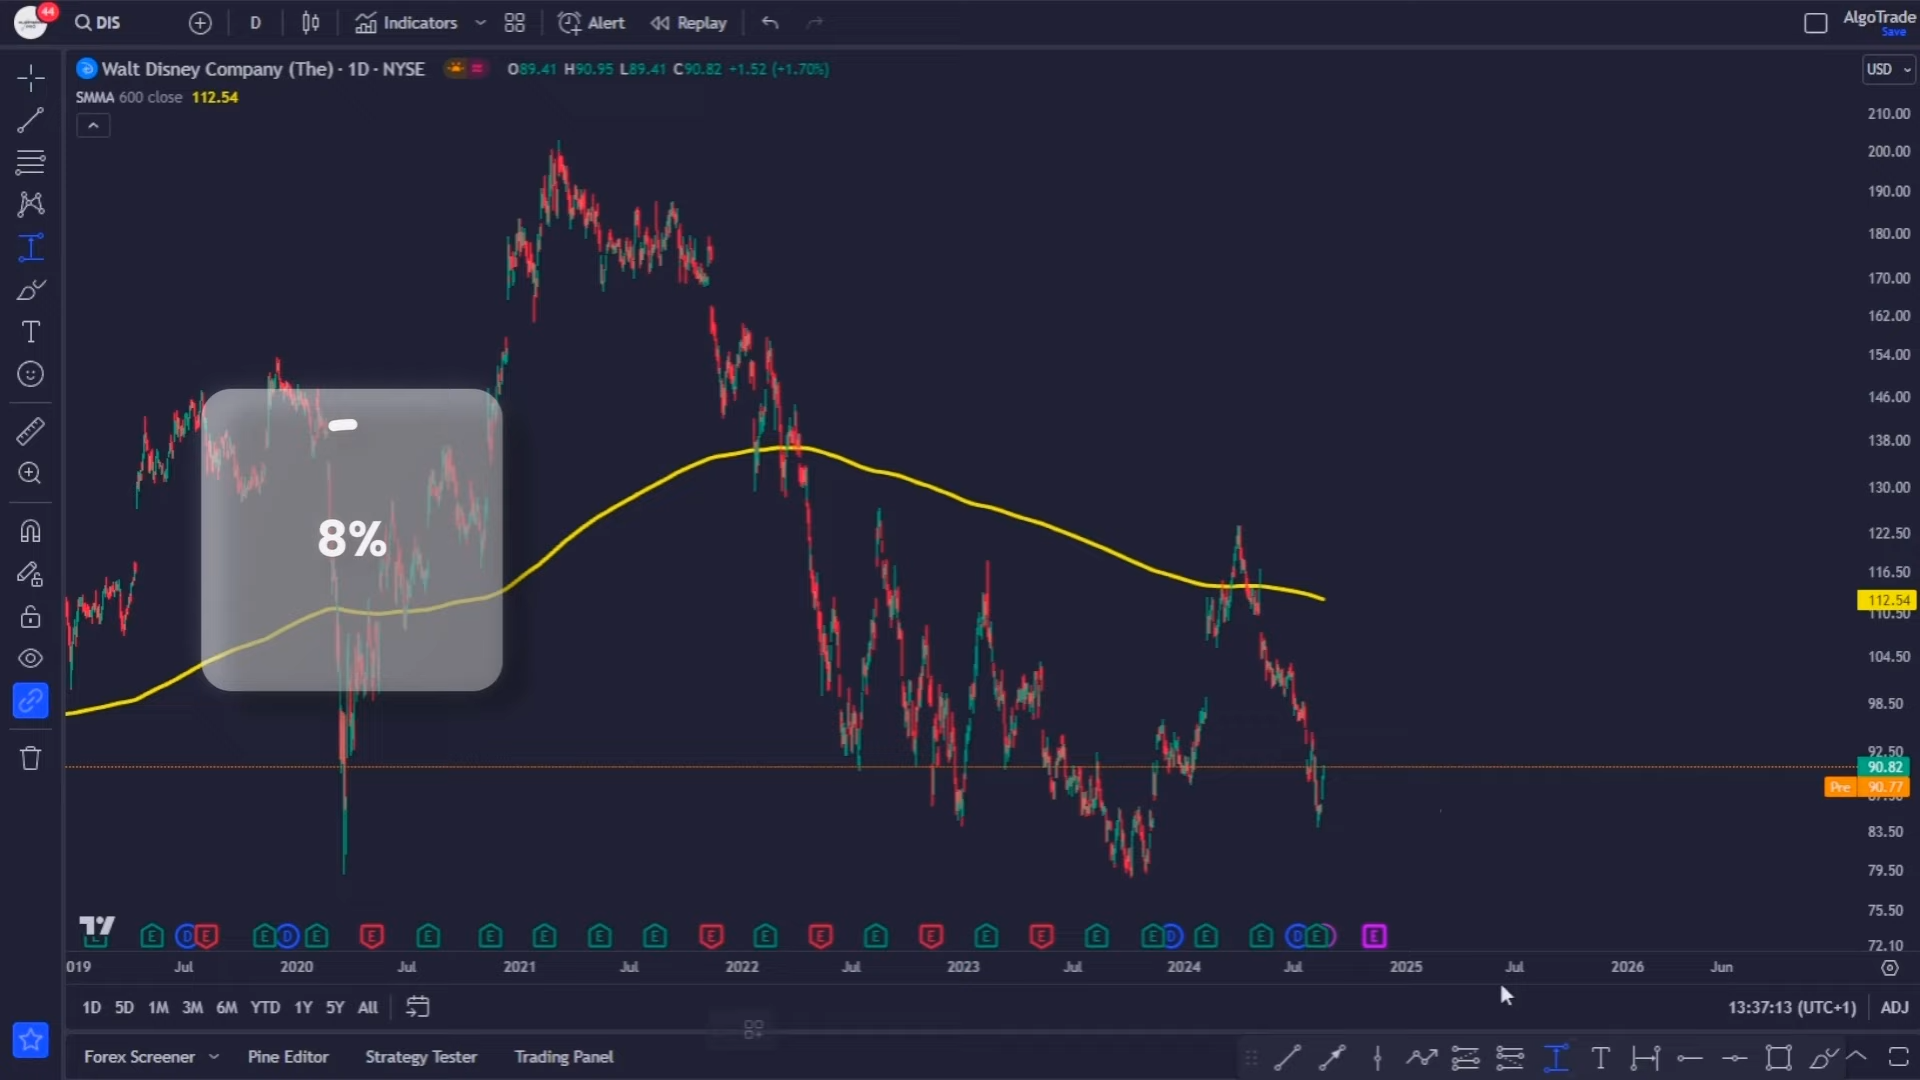 44
DIS
D
Indicators
Alert
Replay
AlgoTrade
Save
Walt Disney Company (The) · 1D · NYSE
O89.41 H90.95 L89.41 C90.82 +1.52 (+1.70%)
USD
SMMA 600 close 112.54
210.00
200.00
190.00
180.00
170.00
162.00
154.00
146.00
138.00
130.00
8%
122.50
116.50
112.54
110.50
104.50
98.50
92.50
90.82
Pre 90.77
83.50
79.50
75.50
72.10
E D E E D E E E E E E E E E E E E E E E E D E E D E E
019 Jul 2020 Jul 2021 Jul 2022 Jul 2023 Jul 2024 Jul 2025 Jul 2026 Jun
1D 5D 1M 3M 6M YTD 1Y 5Y All
13:37:13 (UTC+1) ADJ
Forex Screener Pine Editor Strategy Tester Trading Panel